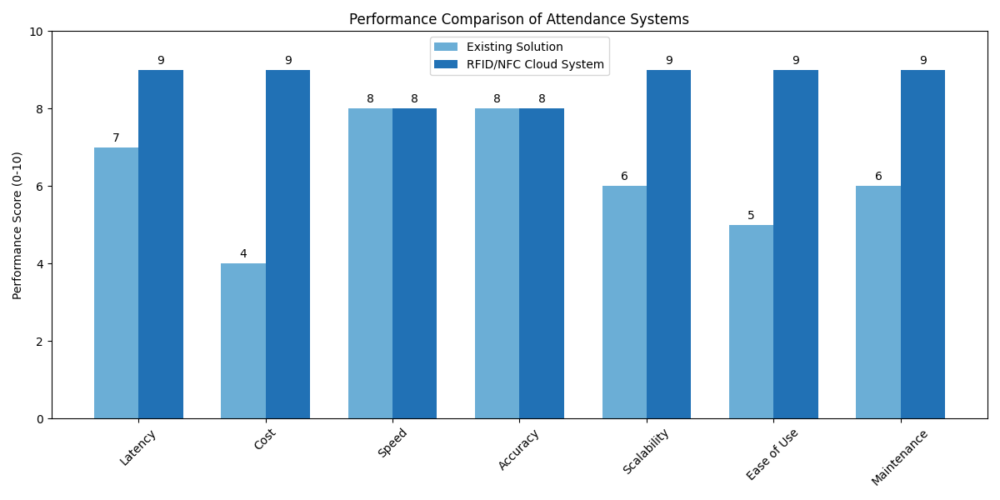 Performance Comparison of Attendance Systems
Existing Solution
RFID/NFC Cloud System
Performance Score (0-10)
10
8
6
4
2
0
7
9
4
9
8
8
8
8
6
9
5
9
6
9
Latency
Cost
Speed
Accuracy
Scalability
Ease of Use
Maintenance